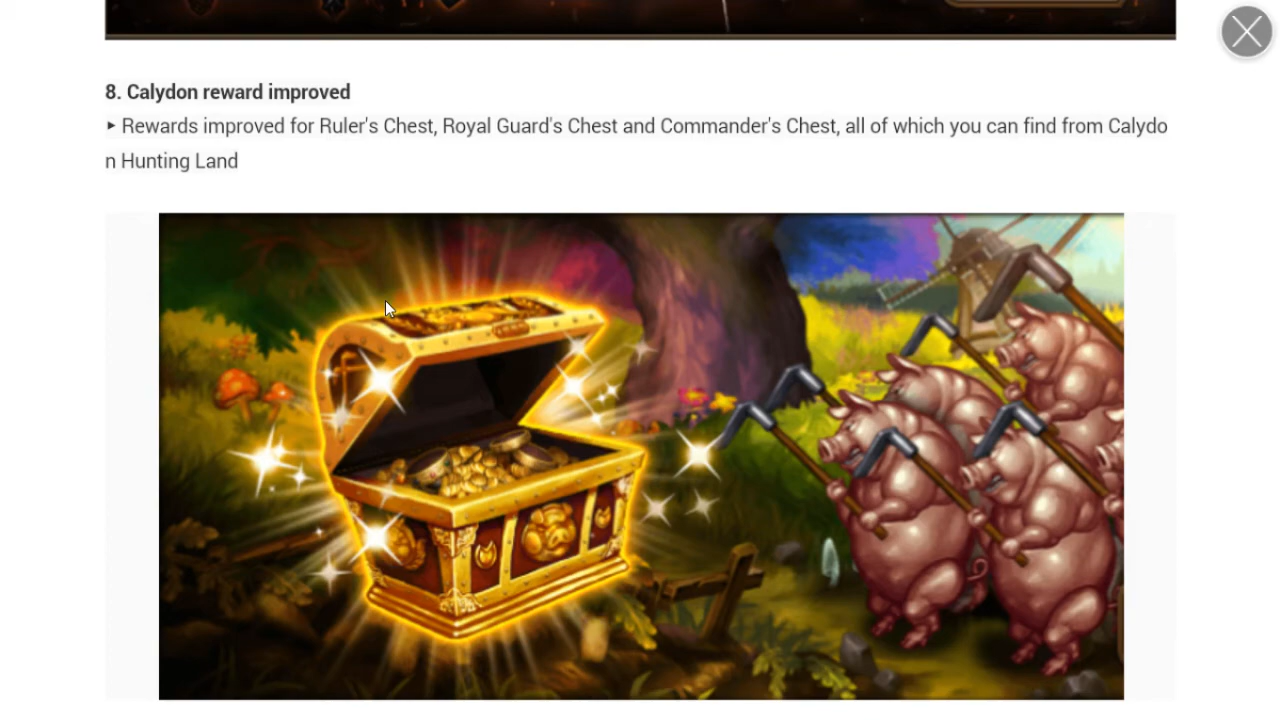 8. Calydon reward improved
‣ Rewards improved for Ruler's Chest, Royal Guard's Chest and Commander's Chest, all of which you can find from Calydo
n Hunting Land